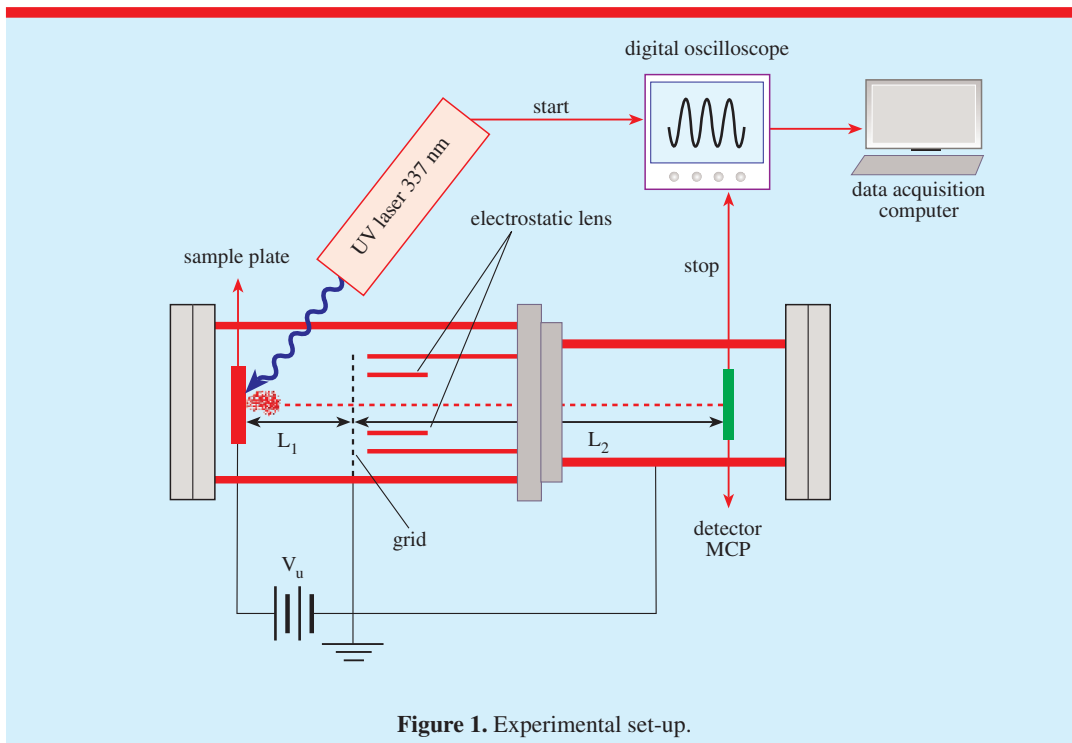 digital oscilloscope
start
UV laser 337 nm
data acquisition
computer
electrostatic lens
sample plate
stop
L₁
L₂
grid
detector
MCP
Vᵤ
Figure 1. Experimental set-up.